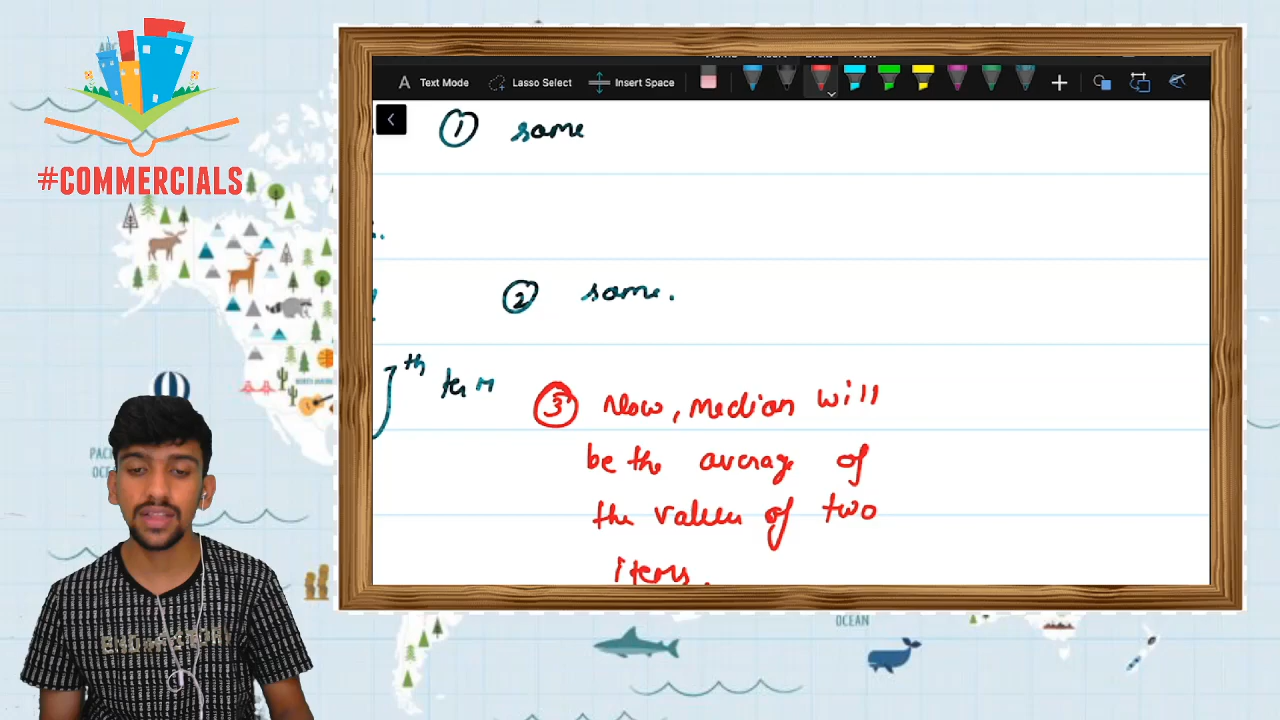 #COMMERCIALS
Text Mode Lasso Select Insert Space
① same
② same.
]th term
③ Now, median will
be the average of
the values of two
items.
OCEAN